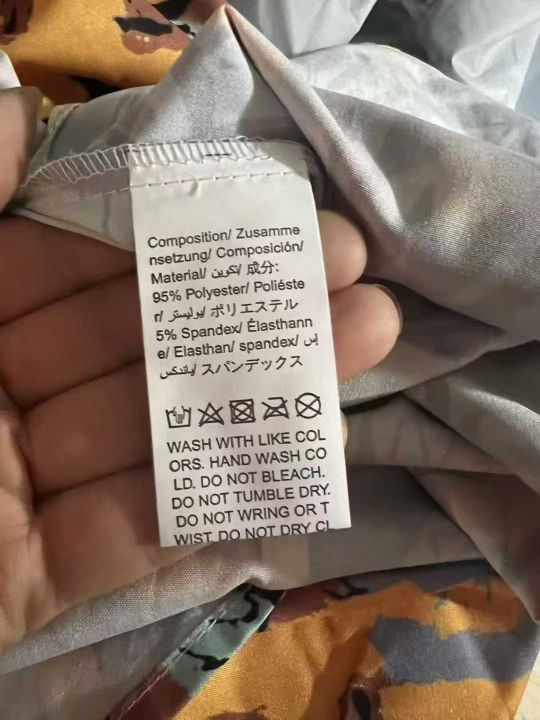 Composition/ Zusamme
nsetzung/ Composición/
Material/ تكوين/ 成分:
95% Polyester/ Polieste
r/ بوليستر/ ポリエステル
5% Spandex/ Élasthann
e/ Elasthan/ spandex/ إس
باندكس/ スパンデックス
WASH WITH LIKE COL
ORS. HAND WASH CO
LD. DO NOT BLEACH.
DO NOT TUMBLE DRY.
DO NOT WRING OR T
WIST. DO NOT DRY CL